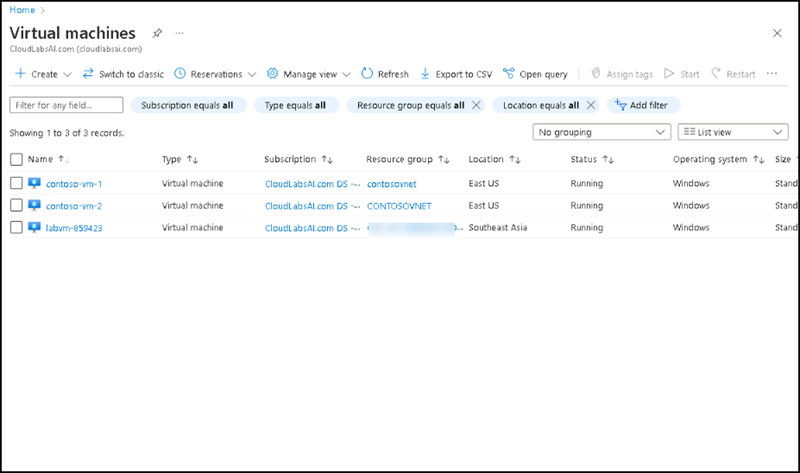 Home >
Virtual machines ...
CloudLabsAI.com (cloudlabsai.com)
Create Switch to classic Reservations Manage view Refresh Export to CSV Open query Assign tags Start Restart ...
Filter for any field... Subscription equals all Type equals all Resource group equals all Location equals all Add filter
Showing 1 to 3 of 3 records. No grouping List view
Name Type Subscription Resource group Location Status Operating system Size
contoso-vm-1 Virtual machine CloudLabsAI.com DS -... contosovnet East US Running Windows Stand
contoso-vm-2 Virtual machine CloudLabsAI.com DS -... CONTOSOVNET East US Running Windows Stand
labvm-859423 Virtual machine CloudLabsAI.com DS -... Southeast Asia Running Windows Stand